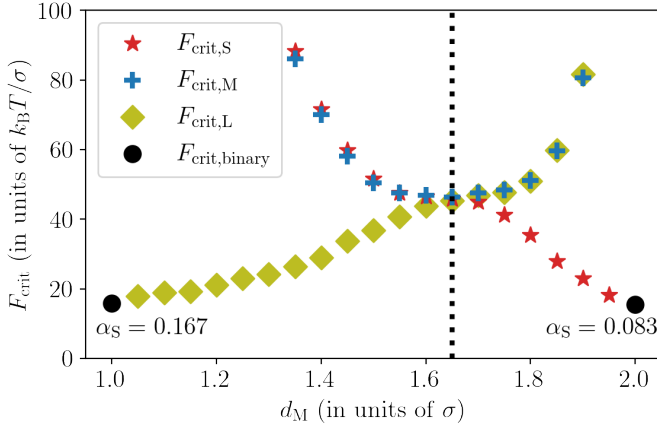 100
80
60
40
20
0
F_crit (in units of k_BT/σ)
F_crit,S
F_crit,M
F_crit,L
F_crit,binary
α_S = 0.167
α_S = 0.083
1.0 1.2 1.4 1.6 1.8 2.0
d_M (in units of σ)